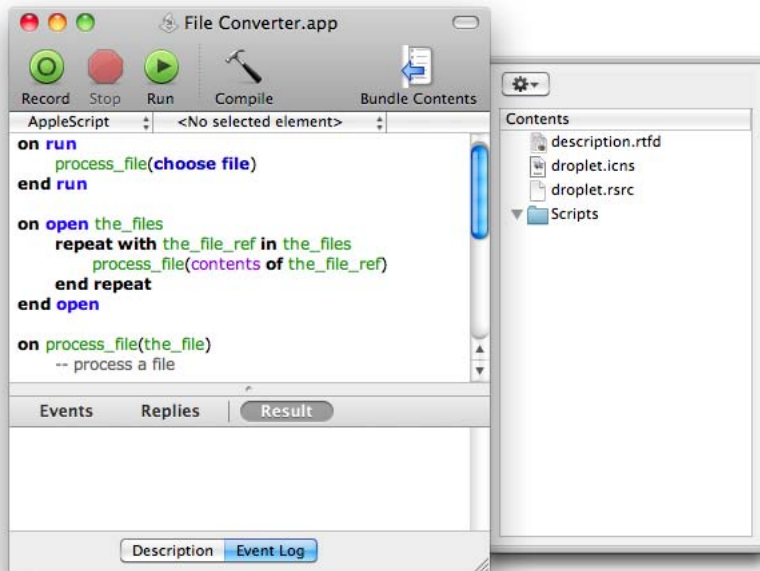 File Converter.app
Record Stop Run Compile Bundle Contents
AppleScript <No selected element>
on run
process_file(choose file)
end run
on open the_files
repeat with the_file_ref in the_files
process_file(contents of the_file_ref)
end repeat
end open
on process_file(the_file)
-- process a file
Events Replies Result
Description Event Log
Contents
description.rtfd
droplet.icns
droplet.rsrc
Scripts